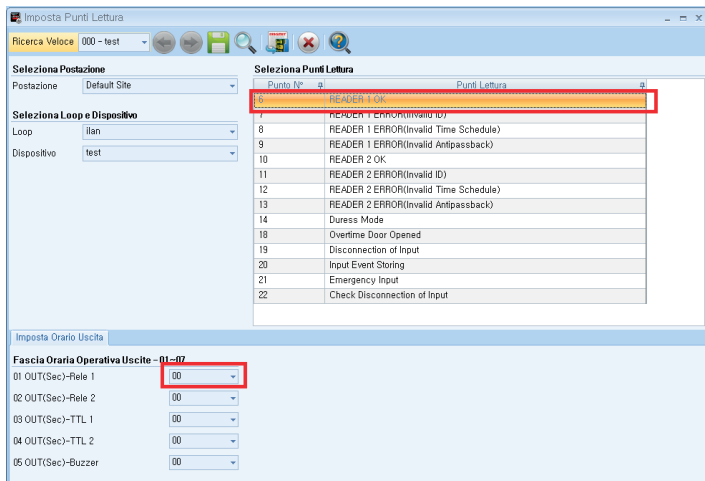 Imposta Punti Lettura
Ricerca Veloce 000 - test
Seleziona Postazione
Postazione Default Site
Seleziona Loop e Dispositivo
Loop ilan
Dispositivo test
Seleziona Punti Lettura
Punto N° Punti Lettura
6 READER 1 OK
7 READER 1 ERROR(Invalid ID)
8 READER 1 ERROR(Invalid Time Schedule)
9 READER 1 ERROR(Invalid Antipassback)
10 READER 2 OK
11 READER 2 ERROR(Invalid ID)
12 READER 2 ERROR(Invalid Time Schedule)
13 READER 2 ERROR(Invalid Antipassback)
14 Duress Mode
18 Overtime Door Opened
19 Disconnection of Input
20 Input Event Storing
21 Emergency Input
22 Check Disconnection of Input
Imposta Orario Uscita
Fascia Oraria Operativa Uscite - 01~07
01 OUT(Sec)-Rele 1 00
02 OUT(Sec)-Rele 2 00
03 OUT(Sec)-TTL 1 00
04 OUT(Sec)-TTL 2 00
05 OUT(Sec)-Buzzer 00